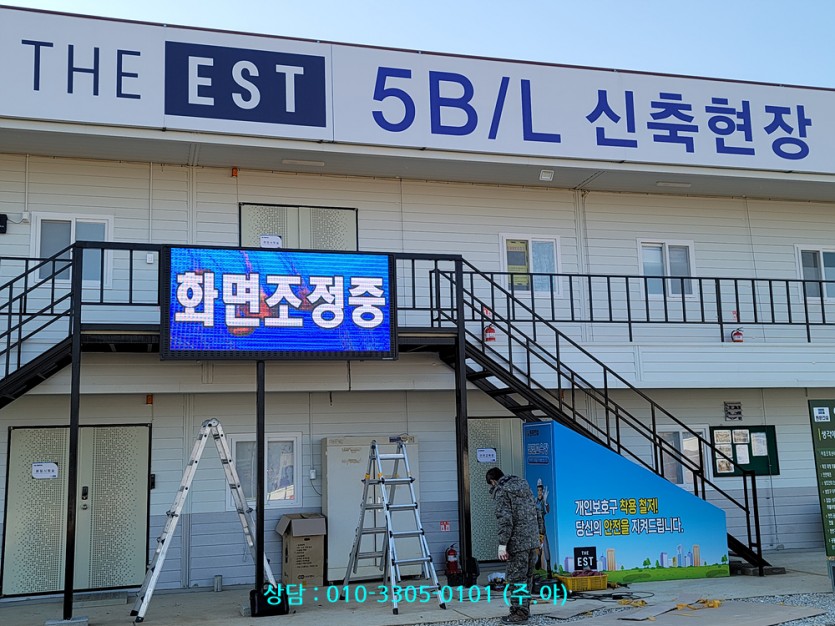 THE EST 5B/L 신축현장
화면조정중
개인보호구 착용 철저!
당신의 안전을 지켜드립니다.
THE
EST
상담 : 010-3305-0101 (주.야)